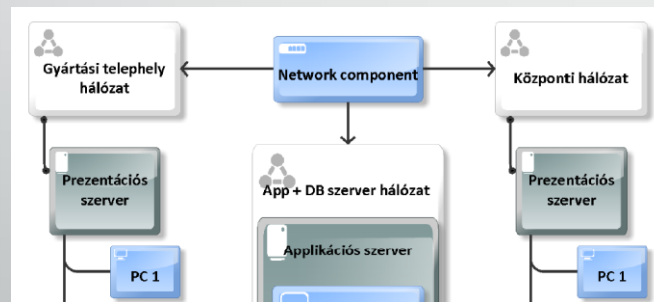 Gyártási telephely
hálózat
Network component
Központi hálózat
Prezentációs
szerver
App + DB szerver hálózat
Prezentációs
szerver
Applikációs szerver
PC 1
PC 1